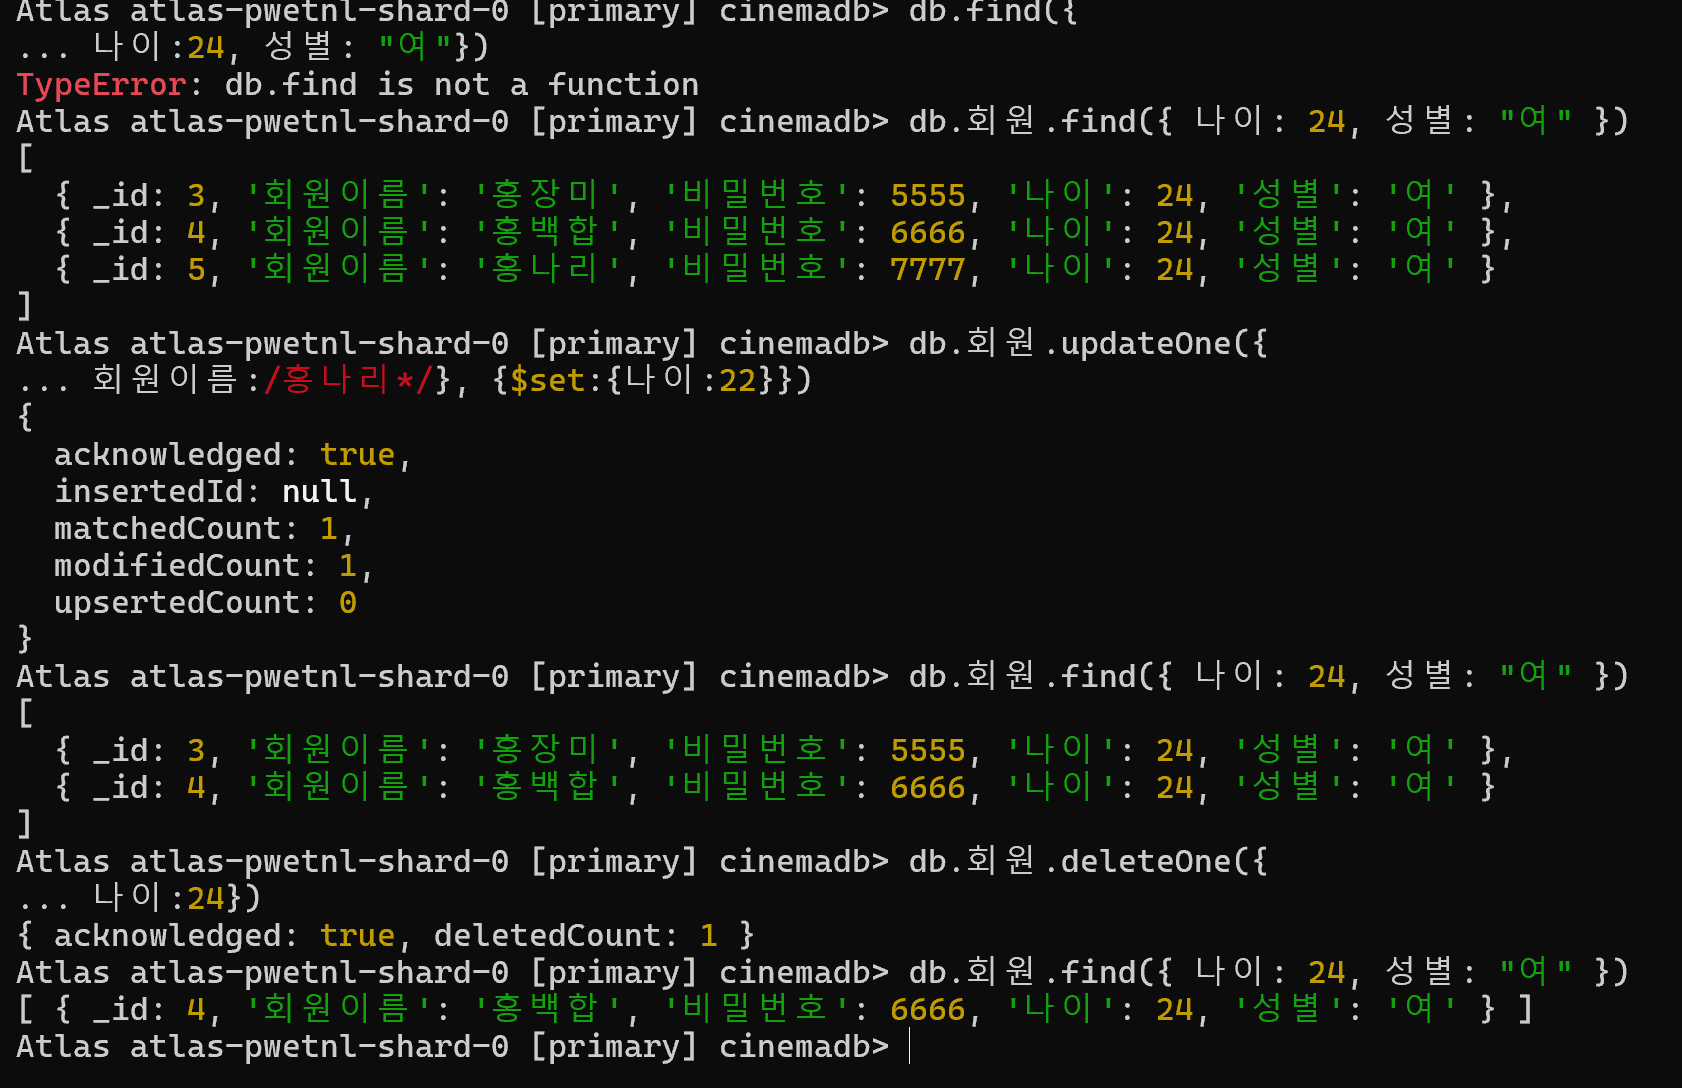 Atlas atlas-pwetnl-shard-0 [primary] cinemadb> db.find({
... 나이:24, 성별: "여"})
TypeError: db.find is not a function
Atlas atlas-pwetnl-shard-0 [primary] cinemadb> db.회원.find({ 나이: 24, 성별: "여" })
[
  { _id: 3, '회원이름': '홍장미', '비밀번호': 5555, '나이': 24, '성별': '여' },
  { _id: 4, '회원이름': '홍백합', '비밀번호': 6666, '나이': 24, '성별': '여' },
  { _id: 5, '회원이름': '홍나리', '비밀번호': 7777, '나이': 24, '성별': '여' }
]
Atlas atlas-pwetnl-shard-0 [primary] cinemadb> db.회원.updateOne({
... 회원이름:/홍나리*/}, {$set:{나이:22}})
{
  acknowledged: true,
  insertedId: null,
  matchedCount: 1,
  modifiedCount: 1,
  upsertedCount: 0
}
Atlas atlas-pwetnl-shard-0 [primary] cinemadb> db.회원.find({ 나이: 24, 성별: "여" })
[
  { _id: 3, '회원이름': '홍장미', '비밀번호': 5555, '나이': 24, '성별': '여' },
  { _id: 4, '회원이름': '홍백합', '비밀번호': 6666, '나이': 24, '성별': '여' }
]
Atlas atlas-pwetnl-shard-0 [primary] cinemadb> db.회원.deleteOne({
... 나이:24})
{ acknowledged: true, deletedCount: 1 }
Atlas atlas-pwetnl-shard-0 [primary] cinemadb> db.회원.find({ 나이: 24, 성별: "여" })
[ { _id: 4, '회원이름': '홍백합', '비밀번호': 6666, '나이': 24, '성별': '여' } ]
Atlas atlas-pwetnl-shard-0 [primary] cinemadb>